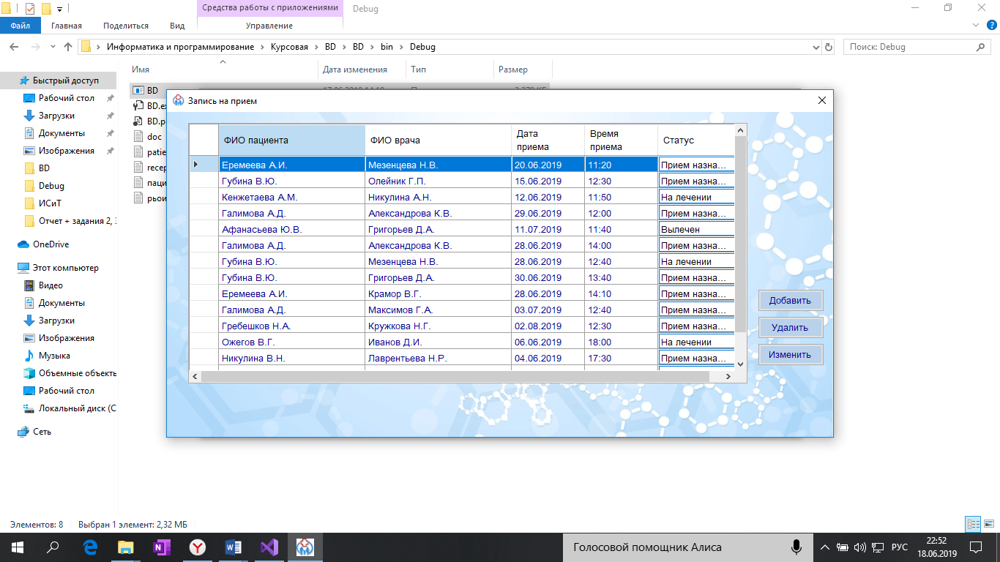 Средства работы с приложениями
Debug
Файл
Главная
Поделиться
Вид
Управление
Информатика и программирование
Курсовая
BD
BD
bin
Debug
Поиск: Debug
Имя
Дата изменения
Тип
Размер
Быстрый доступ
Рабочий стол
Загрузки
Документы
Изображения
BD
Debug
ИСиТ
Отчет + задания 2, 3
OneDrive
Этот компьютер
Видео
Документы
Загрузки
Изображения
Музыка
Объемные объекты
Рабочий стол
Локальный диск (C
Сеть
BD
BD.ex
BD.p
doc
patie
recep
паци
рьои
Запись на прием
ФИО пациента ФИО врача Дата приема Время приема Статус
Еремеева А.И. Мезенцева Н.В. 20.06.2019 11:20 Прием назна...
Губина В.Ю. Олейник Г.П. 15.06.2019 12:30 Прием назна...
Кенжетаева А.М. Никулина А.Н. 12.06.2019 11:50 На лечении
Галимова А.Д. Александрова К.В. 29.06.2019 12:00 Прием назна...
Афанасьева Ю.В. Григорьев Д.А. 11.07.2019 11:40 Вылечен
Галимова А.Д. Александрова К.В. 28.06.2019 14:00 Прием назна...
Губина В.Ю. Мезенцева Н.В. 28.06.2019 12:40 На лечении
Губина В.Ю. Григорьев Д.А. 30.06.2019 13:40 Прием назна...
Еремеева А.И. Крамор В.Г. 28.06.2019 14:10 Прием назна...
Галимова А.Д. Максимов Г.А. 03.07.2019 12:40 Прием назна...
Гребешков Н.А. Кружкова Н.Г. 02.08.2019 12:30 Прием назна...
Ожегов В.Г. Иванов Д.И. 06.06.2019 18:00 На лечении
Никулина В.Н. Лаврентьева Н.Р. 04.06.2019 17:30 Прием назна...
Добавить
Удалить
Изменить
Элементов: 8
Выбран 1 элемент: 2,32 МБ
Голосовой помощник Алиса
РУС
22:52
18.06.2019